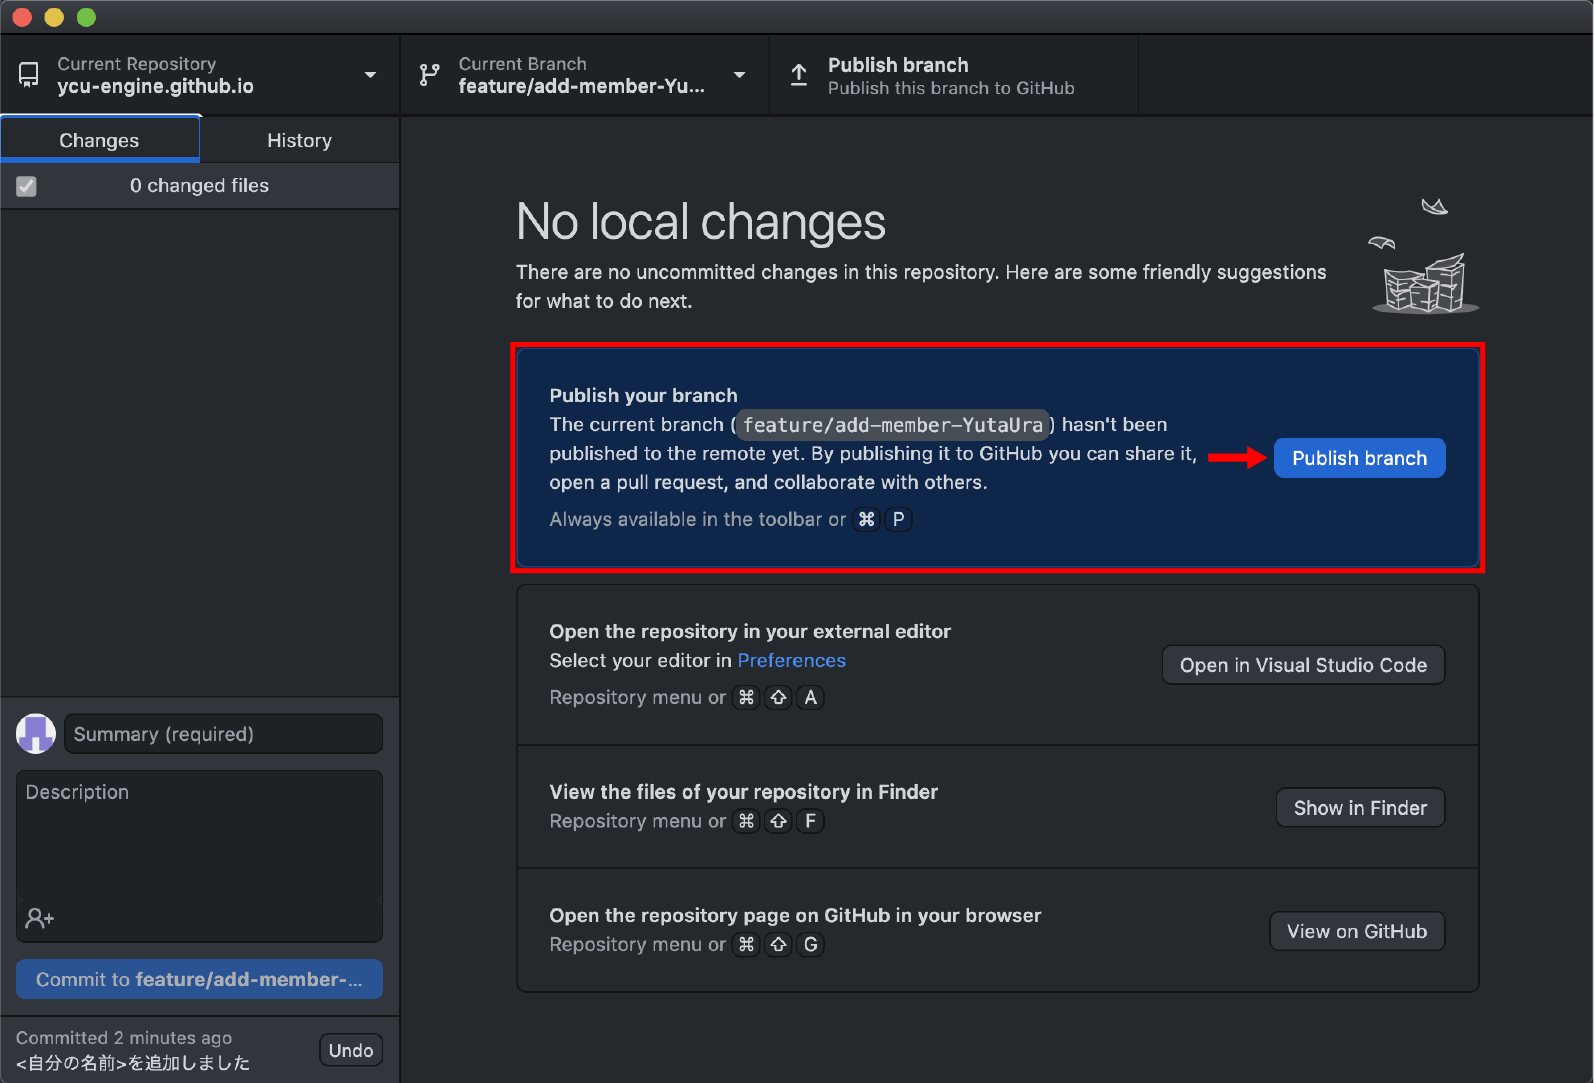 Current Repository
ycu-engine.github.io
Current Branch
feature/add-member-Yu...
Publish branch
Publish this branch to GitHub
Changes
History
0 changed files
No local changes
There are no uncommitted changes in this repository. Here are some friendly suggestions
for what to do next.
Publish your branch
The current branch (feature/add-member-YutaUra) hasn't been
published to the remote yet. By publishing it to GitHub you can share it,
open a pull request, and collaborate with others.
Always available in the toolbar or ⌘ P
Publish branch
Open the repository in your external editor
Select your editor in Preferences
Repository menu or ⌘ ⇧ A
Open in Visual Studio Code
View the files of your repository in Finder
Repository menu or ⌘ ⇧ F
Show in Finder
Open the repository page on GitHub in your browser
Repository menu or ⌘ ⇧ G
View on GitHub
Summary (required)
Description
Commit to feature/add-member-...
Committed 2 minutes ago
<自分の名前>を追加しました
Undo